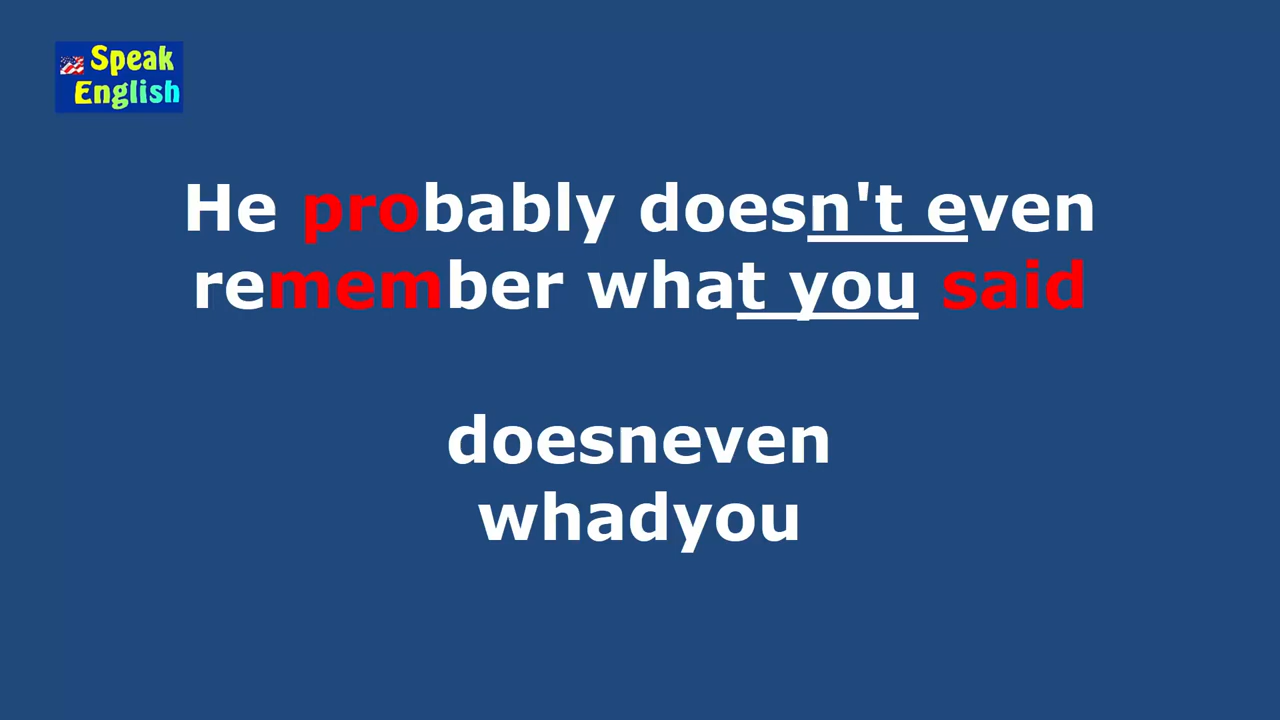 Speak
English
He probably doesn't even
remember what you said
doesneven
whadyou